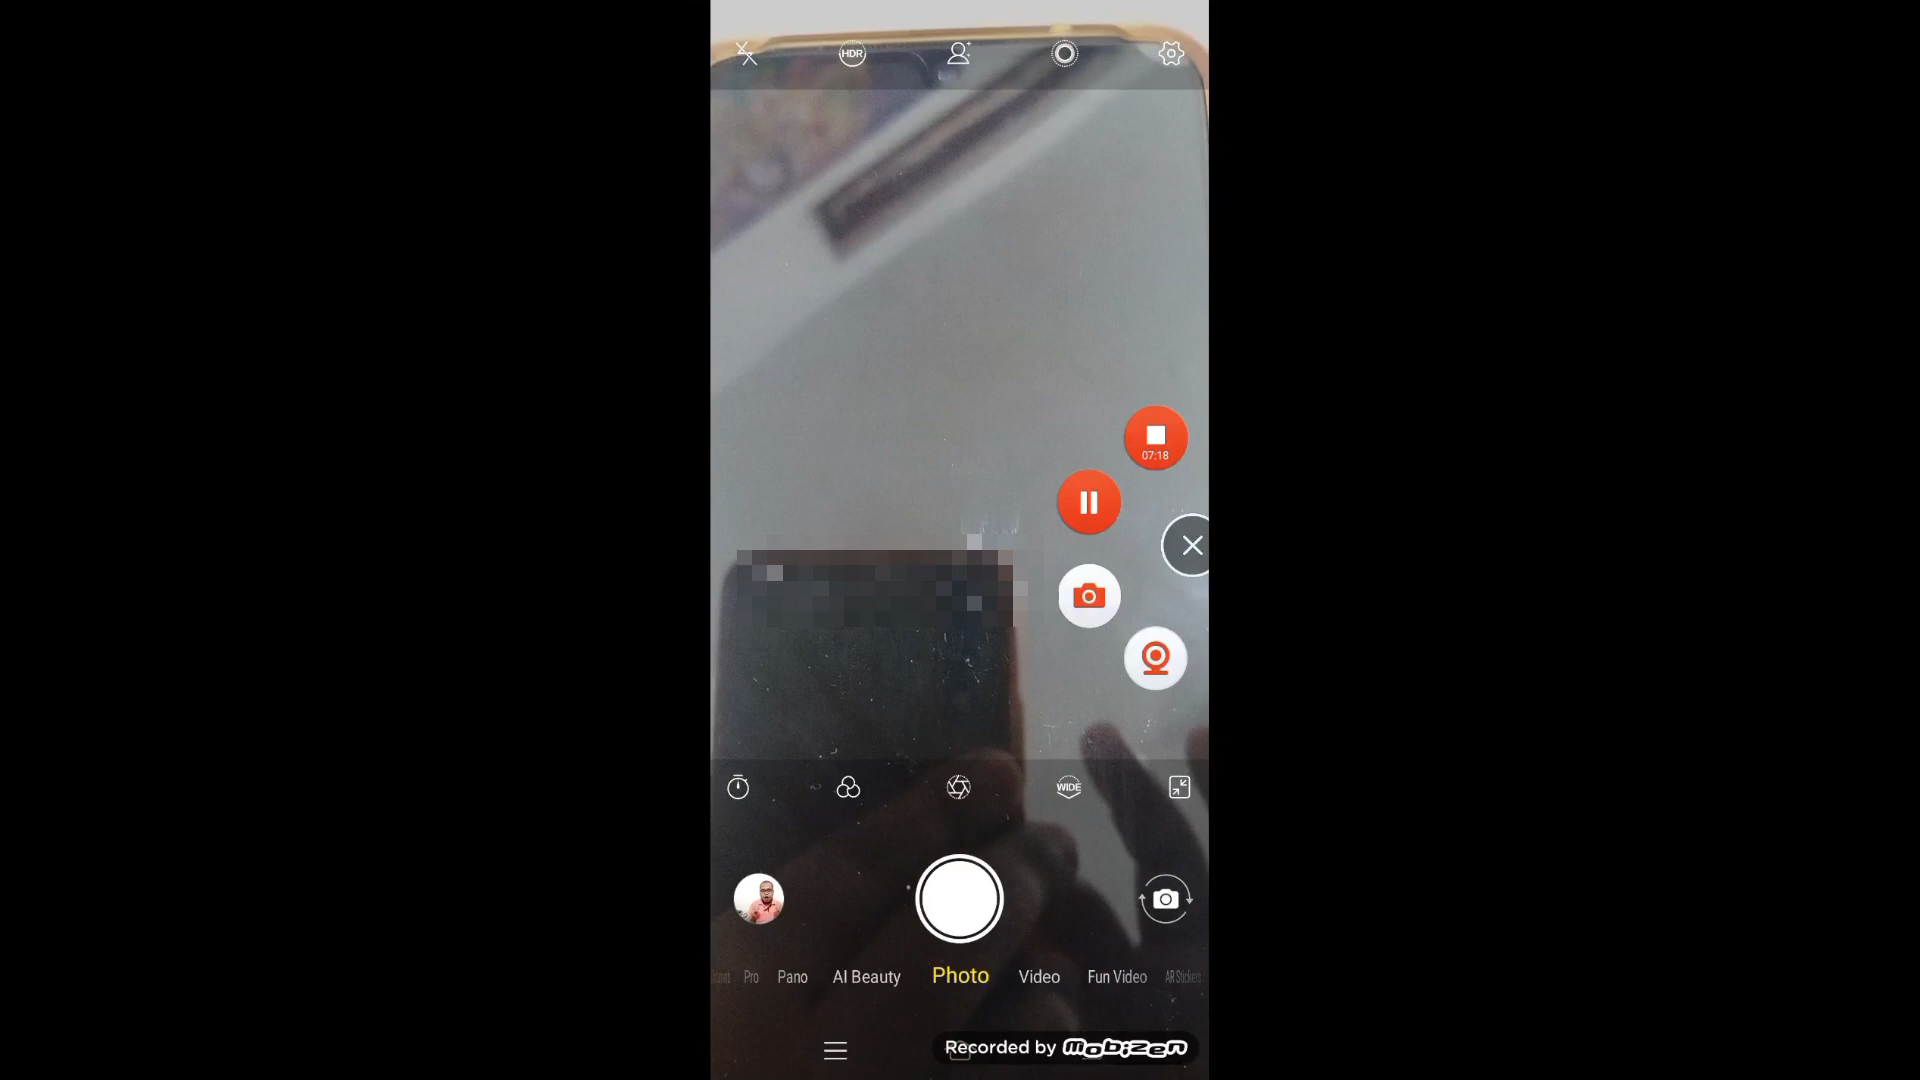 HDR
07:18
WIDE
Pro Pano AI Beauty Photo Video Fun Video AR Stickers
Recorded by mobizen